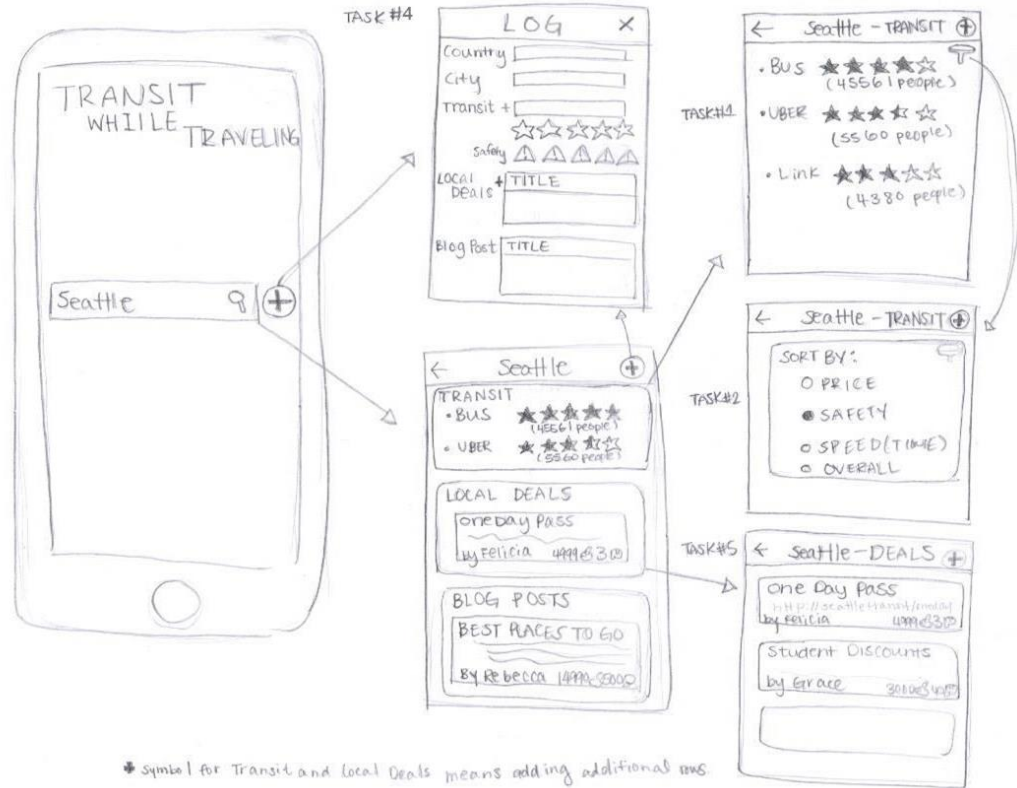 TRANSIT
WHILE
TRAVELING
Seattle
TASK #4
LOG X
Country
City
Transit +
Safety
LOCAL + TITLE
Deals
Blog Post TITLE
Seattle
TRANSIT
• BUS
(45561 people)
• UBER
(5560 people)
LOCAL DEALS
One Day Pass
by Felicia 4999 3
BLOG POSTS
BEST PLACES TO GO
By Rebecca
TASK#1
Seattle - TRANSIT
• BUS
(45561 people)
• UBER
(5560 people)
• Link
(4380 people)
TASK#2
Seattle - TRANSIT
SORT BY:
PRICE
SAFETY
SPEED (TIME)
OVERALL
TASK#5
Seattle - DEALS
One Day Pass
by Felicia 4999 3
Student Discounts
by Grace
+ symbol for Transit and Local Deals means adding additional rows.